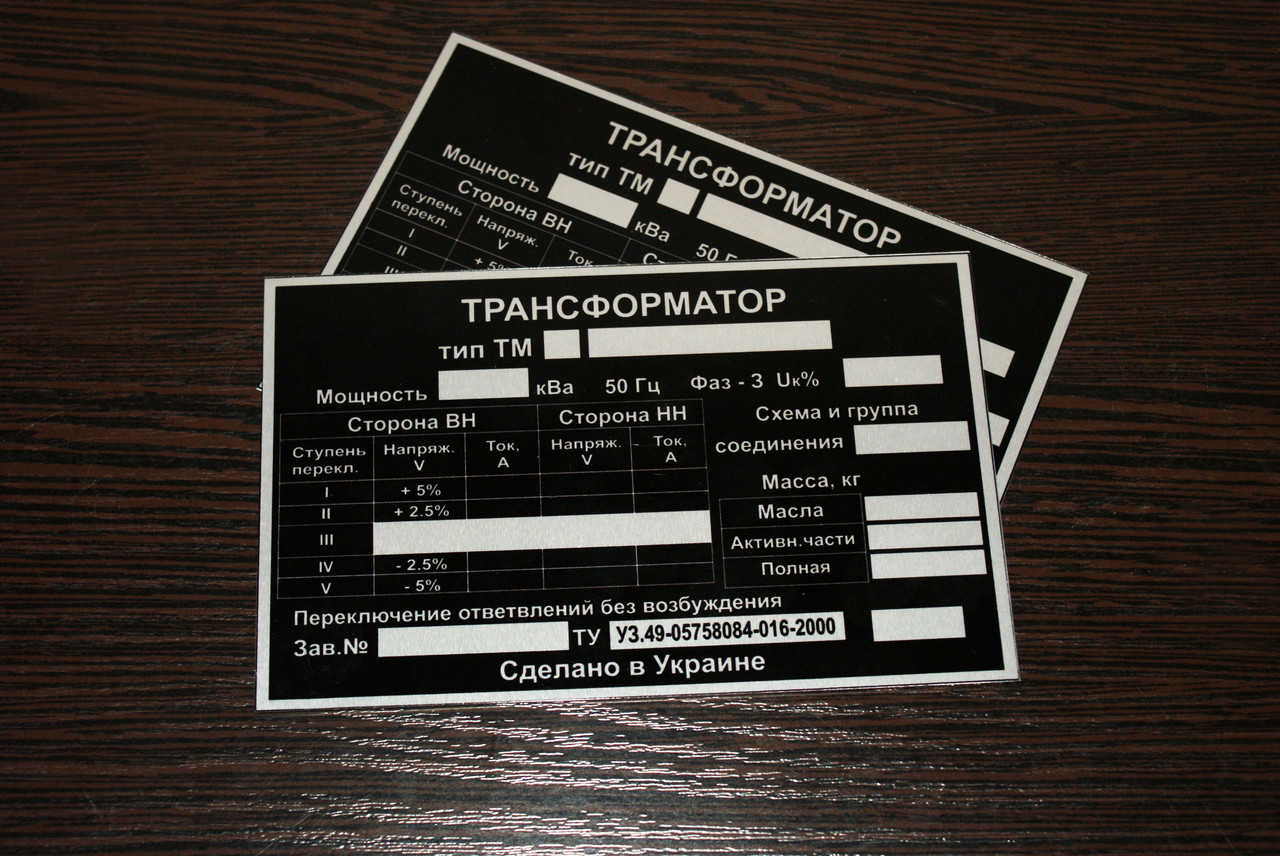 ТРАНСФОРМАТОР
тип ТМ
Мощность кВа 50 Г
Сторона ВН
Ступень перекл. Напряж. V Ток,
I + 5%
II
III
ТРАНСФОРМАТОР
тип ТМ
Мощность кВа 50 Гц Фаз - 3 Uк%
Сторона ВН Сторона НН
Схема и группа
соединения
Ступень Напряж. Ток, Напряж. Ток,
перекл. V А V А
I + 5%
II + 2.5%
III
IV - 2.5%
V - 5%
Масса, кг
Масла
Активн.части
Полная
Переключение ответвлений без возбуждения
Зав.№ ТУ УЗ.49-05758084-016-2000
Сделано в Украине